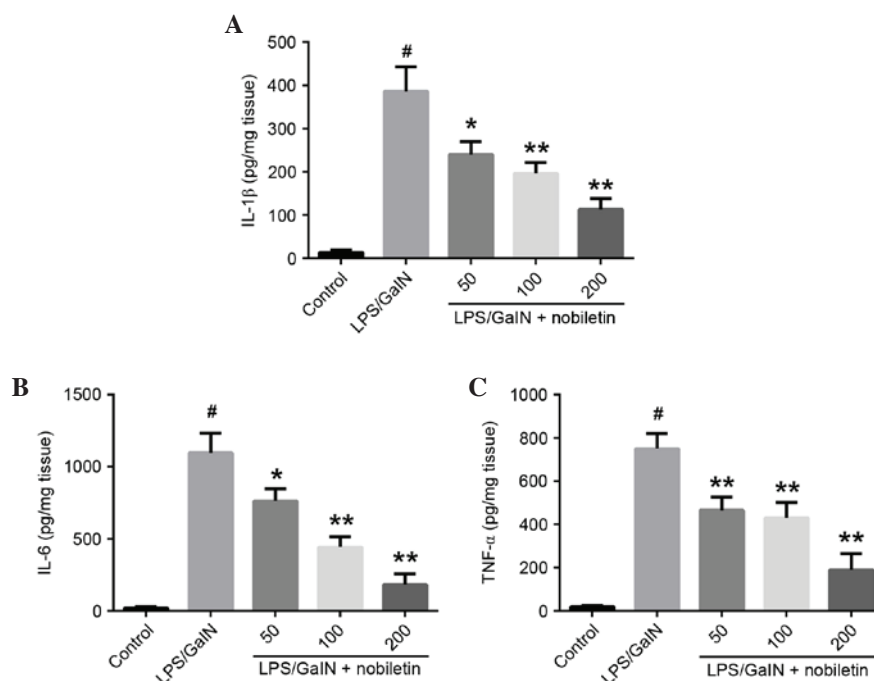 A
IL-1β (pg/mg tissue)
500
400
300
200
100
0
#
*
**
**
Control
LPS/GalN
50
100
200
LPS/GalN + nobiletin
B
IL-6 (pg/mg tissue)
1500
1000
500
0
#
*
**
**
Control
LPS/GalN
50
100
200
LPS/GalN + nobiletin
C
TNF-α (pg/mg tissue)
1000
800
600
400
200
0
#
**
**
**
Control
LPS/GalN
50
100
200
LPS/GalN + nobiletin